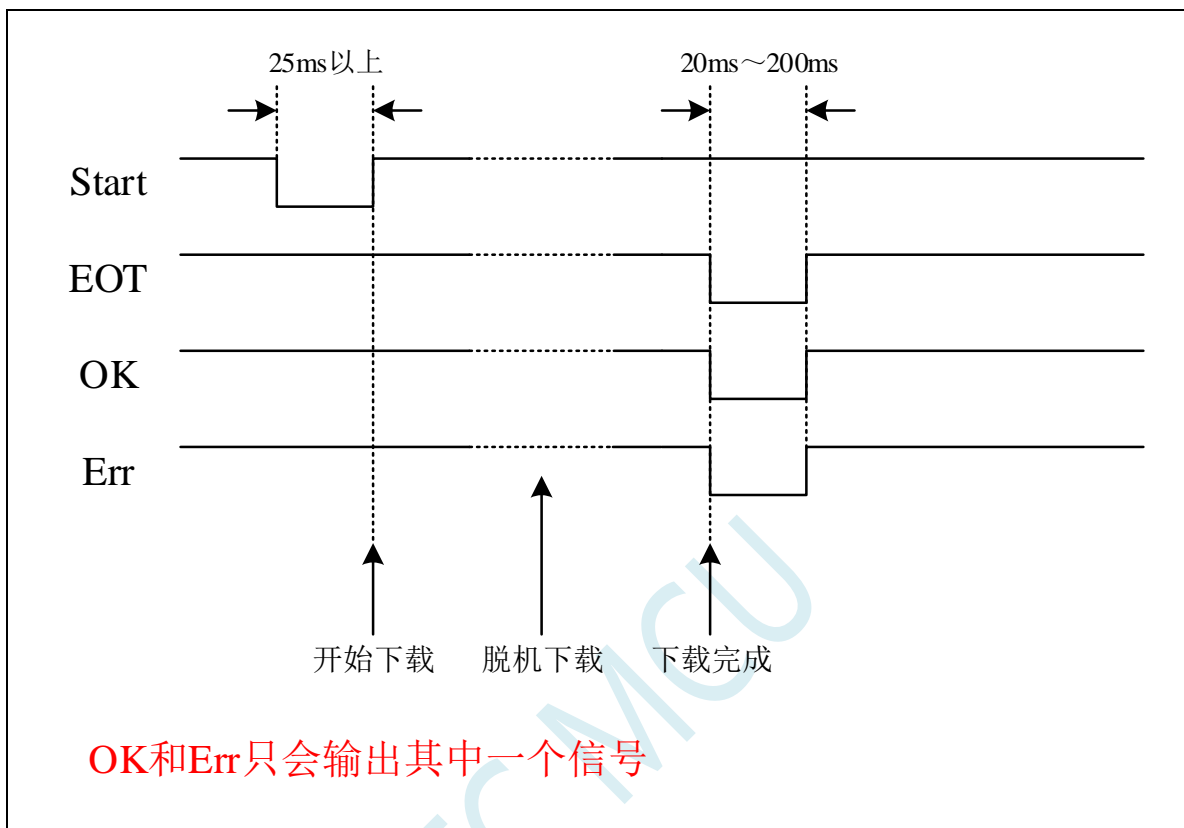 25ms以上
20ms～200ms
Start
EOT
OK
Err
开始下载
脱机下载
下载完成
OK和Err只会输出其中一个信号
MCU